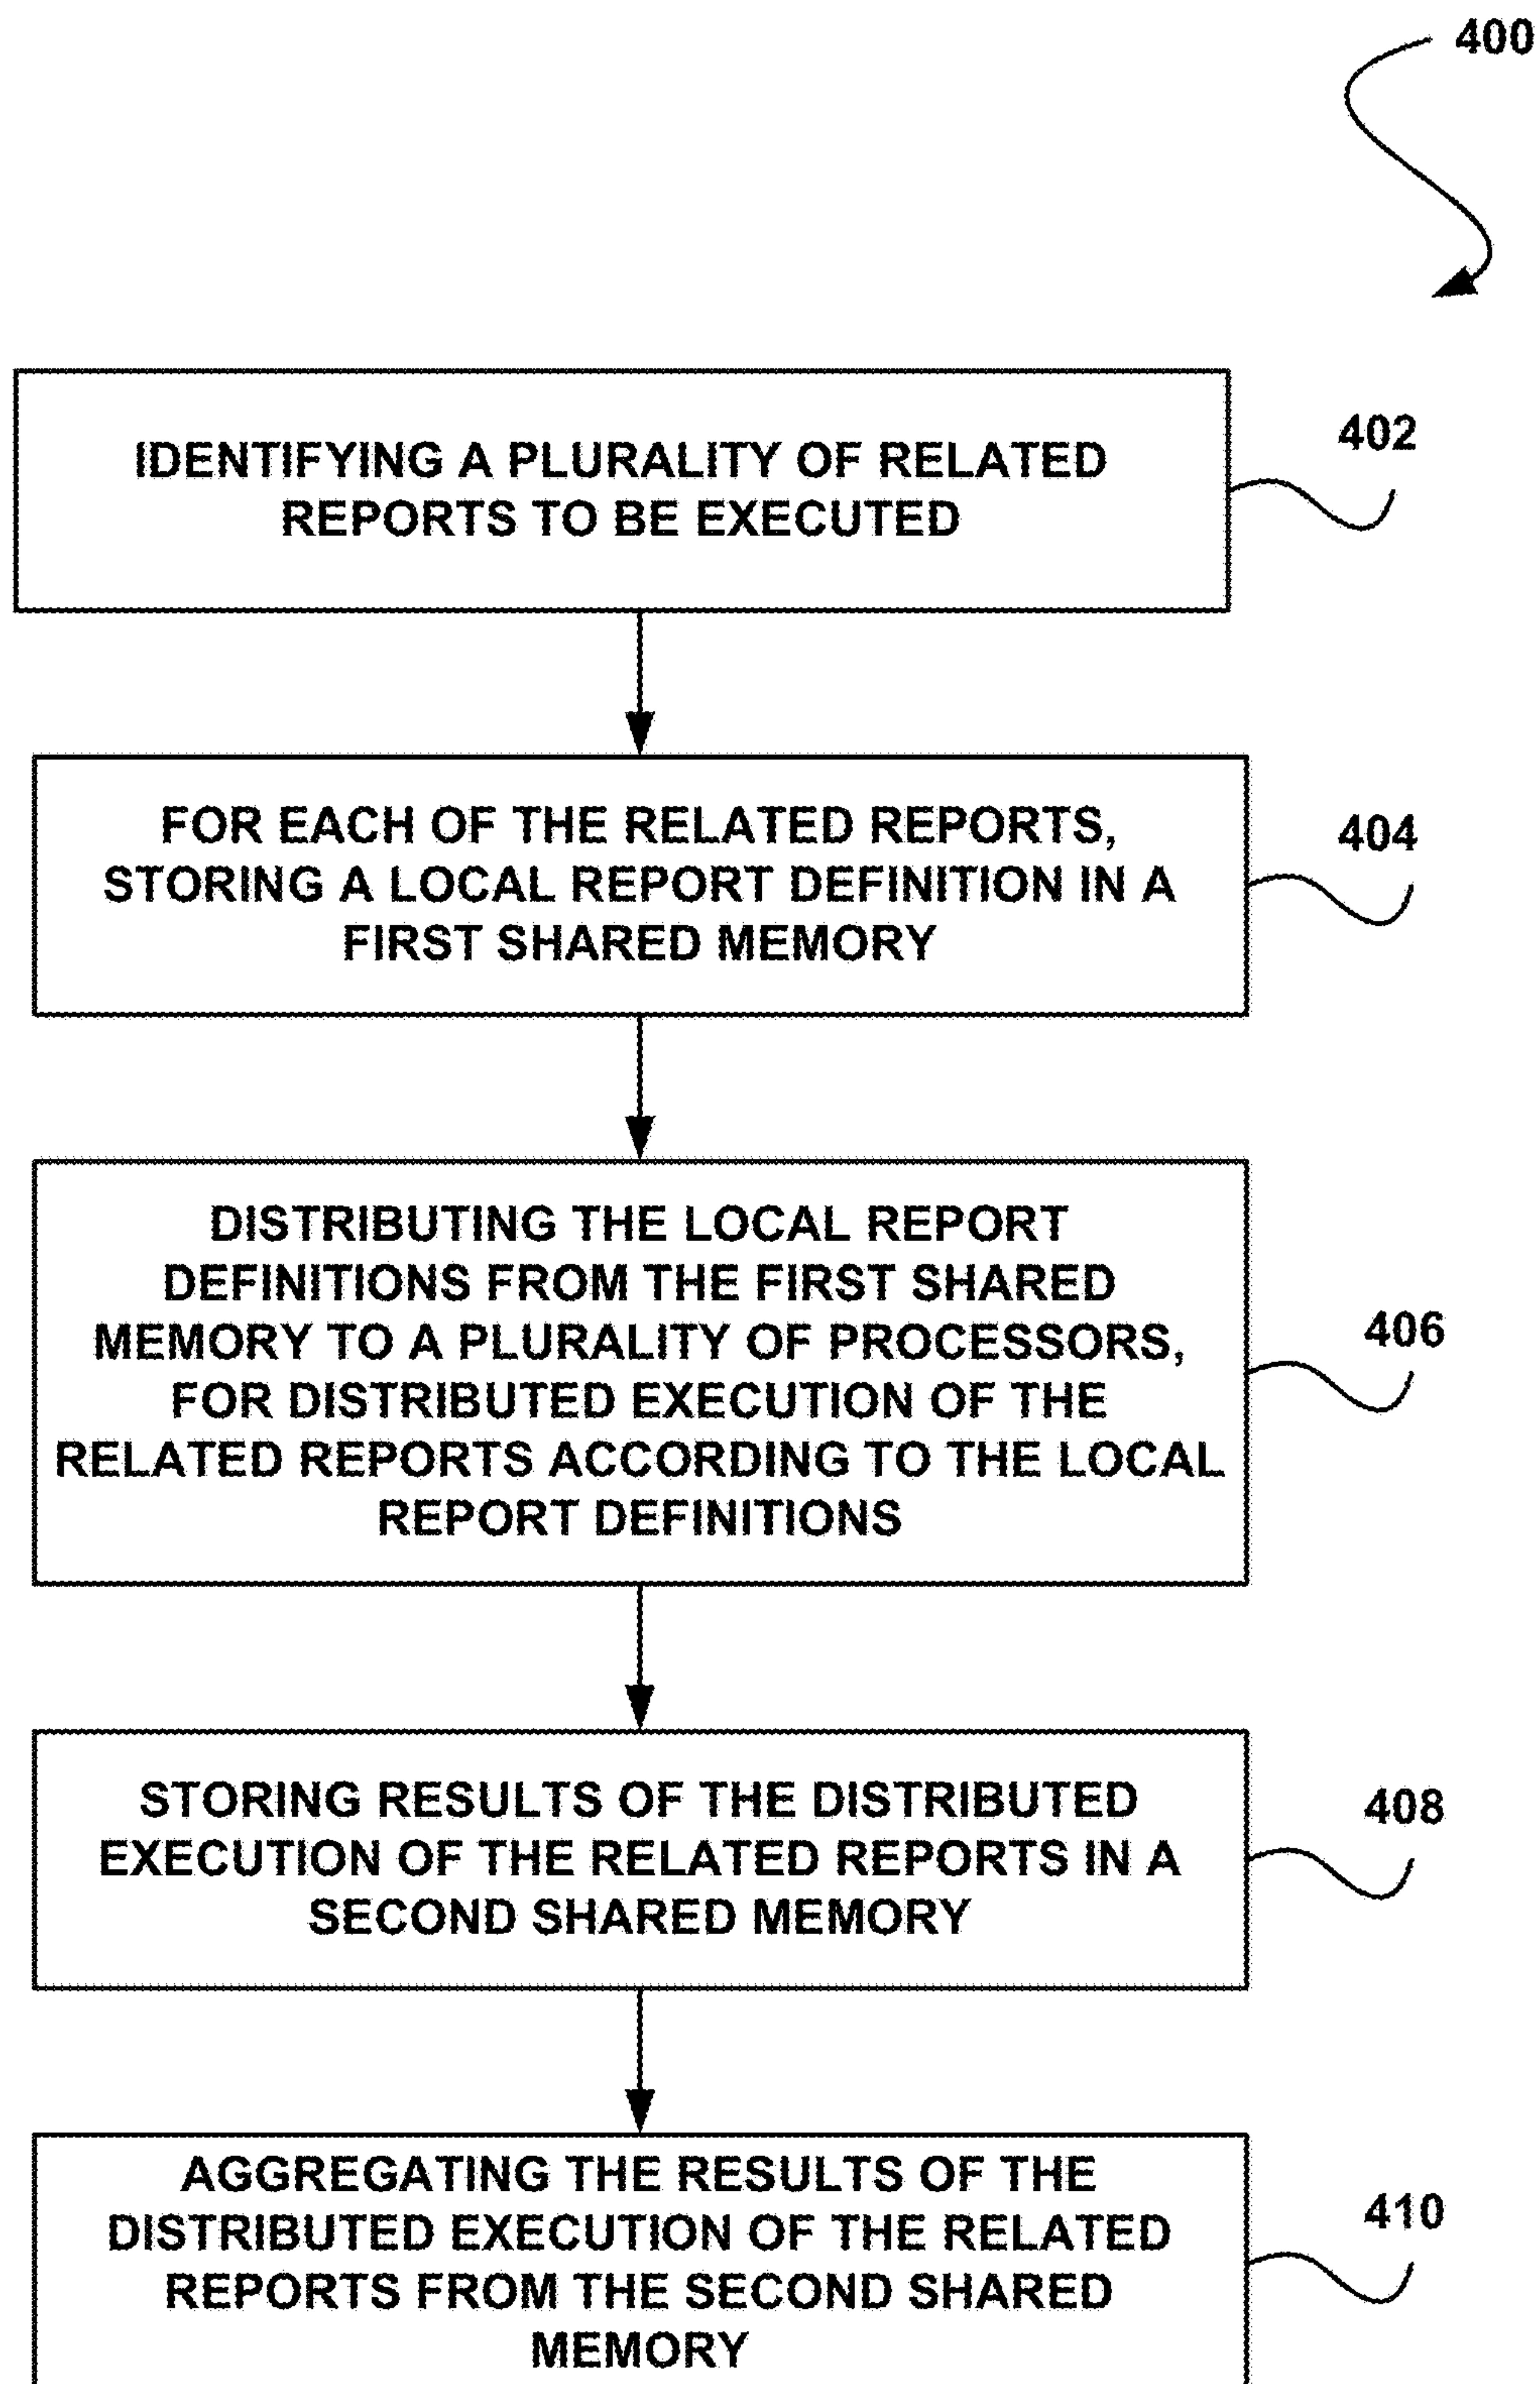 400
IDENTIFYING A PLURALITY OF RELATED
REPORTS TO BE EXECUTED
402
FOR EACH OF THE RELATED REPORTS,
STORING A LOCAL REPORT DEFINITION IN A
FIRST SHARED MEMORY
404
DISTRIBUTING THE LOCAL REPORT
DEFINITIONS FROM THE FIRST SHARED
MEMORY TO A PLURALITY OF PROCESSORS,
FOR DISTRIBUTED EXECUTION OF THE
RELATED REPORTS ACCORDING TO THE LOCAL
REPORT DEFINITIONS
406
STORING RESULTS OF THE DISTRIBUTED
EXECUTION OF THE RELATED REPORTS IN A
SECOND SHARED MEMORY
408
AGGREGATING THE RESULTS OF THE
DISTRIBUTED EXECUTION OF THE RELATED
REPORTS FROM THE SECOND SHARED
MEMORY
410